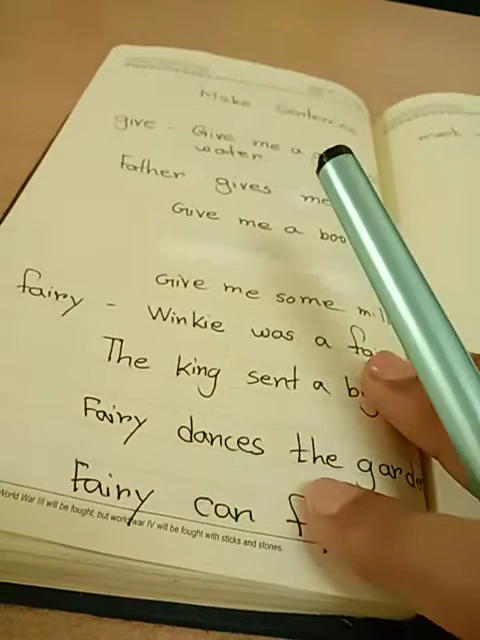 Make Sentences
give - Give me a
water.
Father gives me
Give me a boo
Give me some mil
fairy - Winkie was a fai
The king sent a
Fairy dances the garde
Fairy can f
World War III will be fought, but world war IV will be fought with sticks and stones